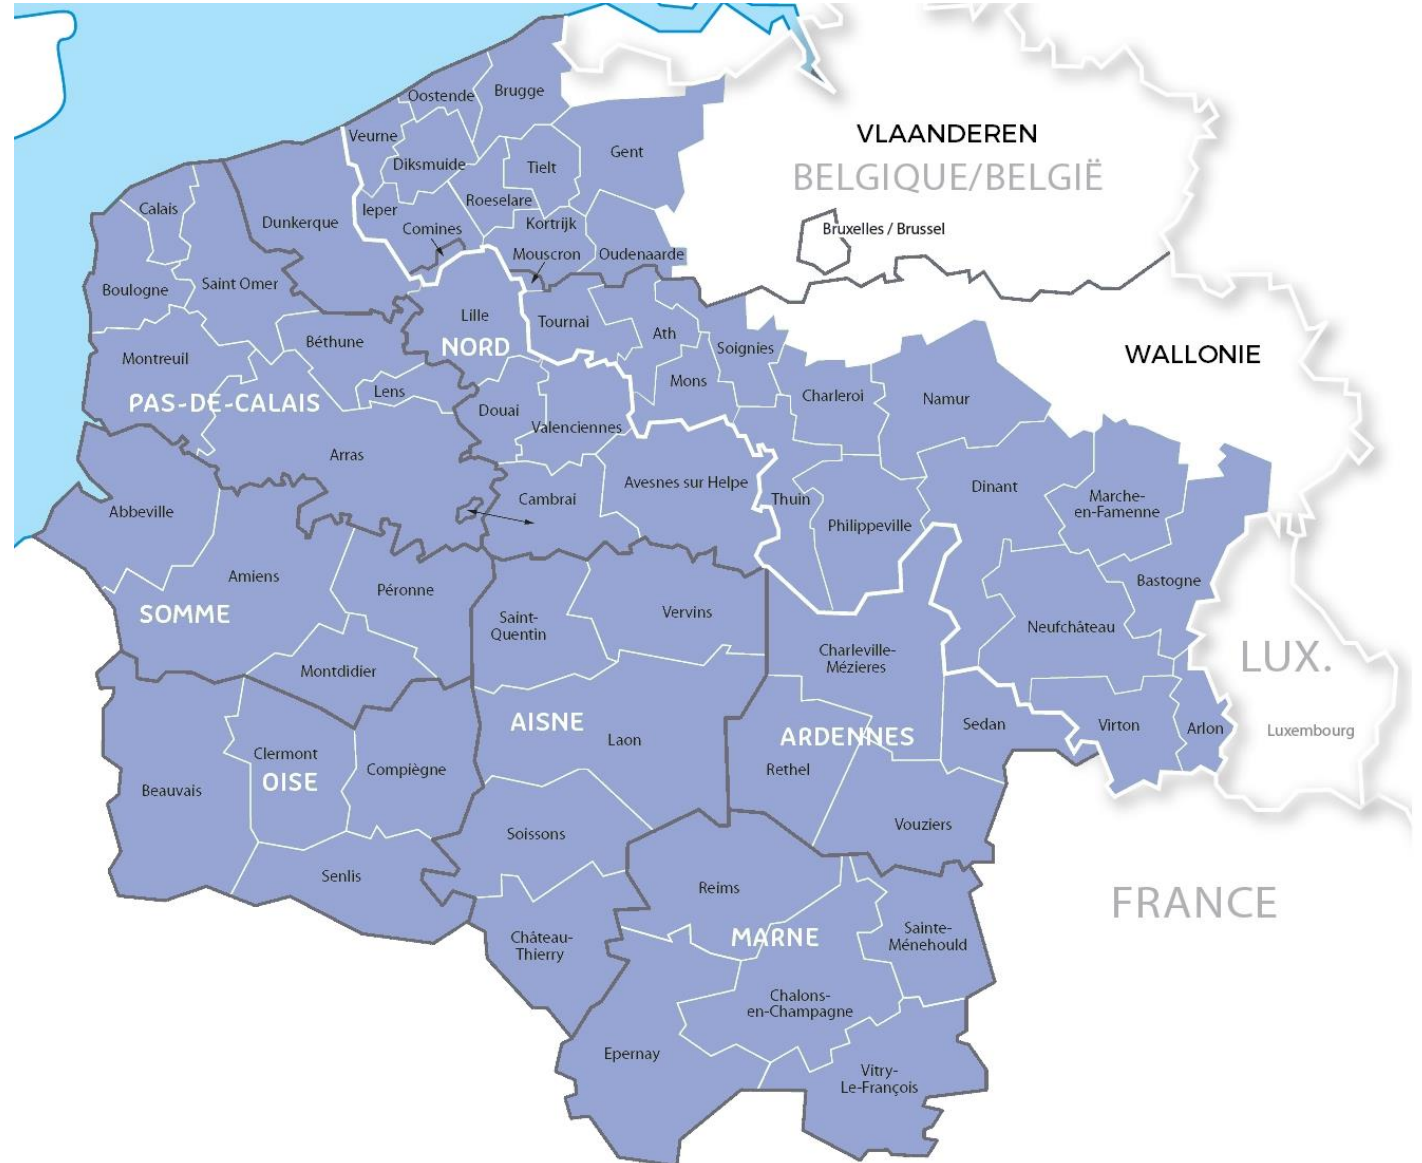 Oostende
Brugge
Veurne
Diksmuide
Tielt
Gent
VLAANDEREN
BELGIQUE/BELGIË
Bruxelles / Brussel
Calais
Dunkerque
Ieper
Roeselare
Comines
Kortrijk
Mouscron
Oudenaarde
Boulogne
Saint Omer
Lille
NORD
Tournai
Ath
Soignies
WALLONIE
Montreuil
Béthune
Lens
PAS-DE-CALAIS
Douai
Valenciennes
Mons
Charleroi
Namur
Arras
Cambrai
Avesnes sur Helpe
Thuin
Philippeville
Dinant
Marche-
en-Famenne
Abbeville
Amiens
SOMME
Péronne
Saint-
Quentin
Vervins
Bastogne
Neufchâteau
LUX.
Luxembourg
Montdidier
Charleville-
Mézieres
AISNE
Laon
ARDENNES
Sedan
Virton
Arlon
Clermont
OISE
Compiègne
Beauvais
Rethel
Vouziers
Soissons
Senlis
Reims
MARNE
FRANCE
Château-
Thierry
Sainte-
Ménehould
Chalons-
en-Champagne
Epernay
Vitry-
Le-François